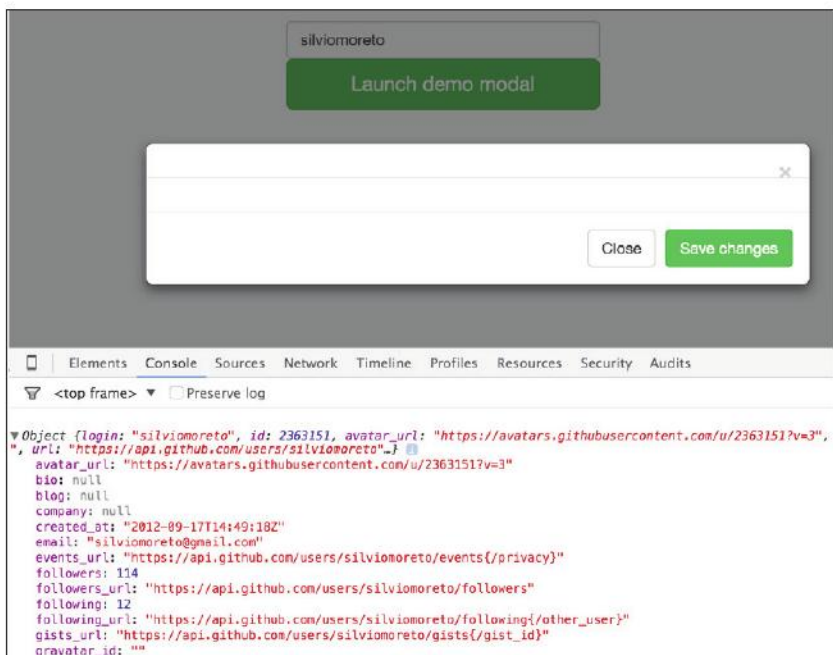 silviomoreto
Launch demo modal
×
Close Save changes
Elements Console Sources Network Timeline Profiles Resources Security Audits
<top frame> ▼ Preserve log
▼Object {login: "silviomoreto", id: 2363151, avatar_url: "https://avatars.githubusercontent.com/u/2363151?v=3",
", url: "https://api.github.com/users/silviomoreto"…}
avatar_url: "https://avatars.githubusercontent.com/u/2363151?v=3"
bio: null
blog: null
company: null
created_at: "2012-09-17T14:49:18Z"
email: "silviomoreto@gmail.com"
events_url: "https://api.github.com/users/silviomoreto/events{/privacy}"
followers: 114
followers_url: "https://api.github.com/users/silviomoreto/followers"
following: 12
following_url: "https://api.github.com/users/silviomoreto/following{/other_user}"
gists_url: "https://api.github.com/users/silviomoreto/gists{/gist_id}"
gravatar_id: ""